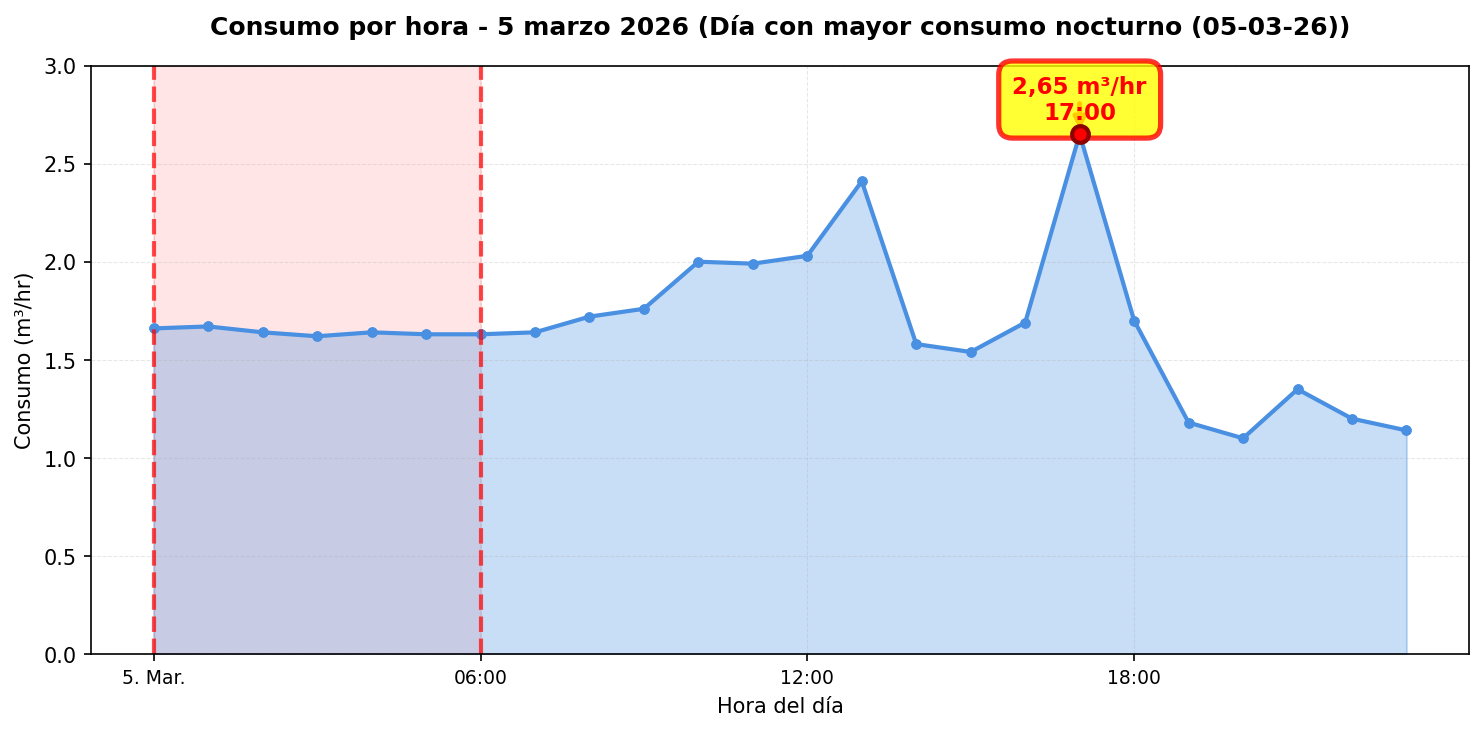 Consumo por hora - 5 marzo 2026 (Día con mayor consumo nocturno (05-03-26))
3.0
2,65 m³/hr
17:00
2.5
2.0
1.5
1.0
0.5
0.0
Consumo (m³/hr)
5. Mar.
06:00
12:00
18:00
Hora del día